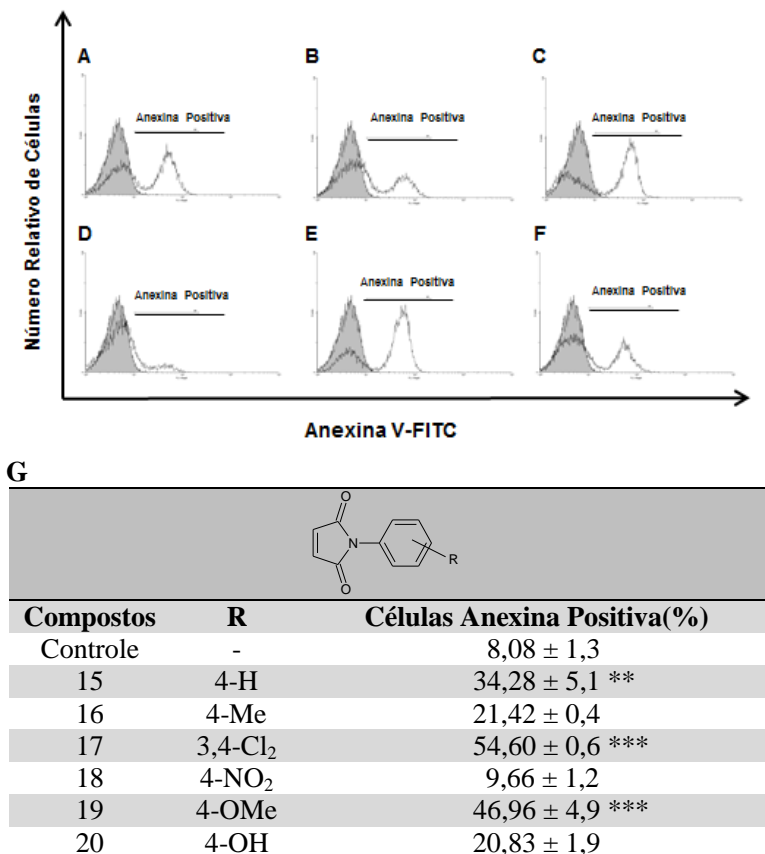 A B C
Anexina Positiva Anexina Positiva Anexina Positiva
D E F
Anexina Positiva Anexina Positiva Anexina Positiva
Número Relativo de Células
Anexina V-FITC
G
O
N
R
O
Compostos R Células Anexina Positiva(%)
Controle - 8,08 ± 1,3
15 4-H 34,28 ± 5,1 **
16 4-Me 21,42 ± 0,4
17 3,4-Cl₂ 54,60 ± 0,6 ***
18 4-NO₂ 9,66 ± 1,2
19 4-OMe 46,96 ± 4,9 ***
20 4-OH 20,83 ± 1,9